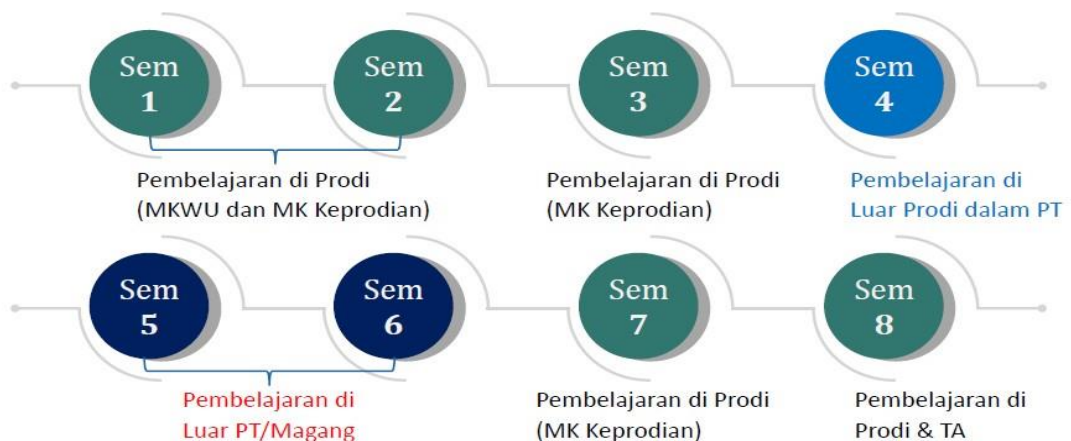 Sem
1
Sem
2
Sem
3
Sem
4
Pembelajaran di Prodi
(MKWU dan MK Keprodian)
Pembelajaran di Prodi
(MK Keprodian)
Pembelajaran di
Luar Prodi dalam PT
Sem
5
Sem
6
Sem
7
Sem
8
Pembelajaran di
Luar PT/Magang
Pembelajaran di Prodi
(MK Keprodian)
Pembelajaran di
Prodi & TA